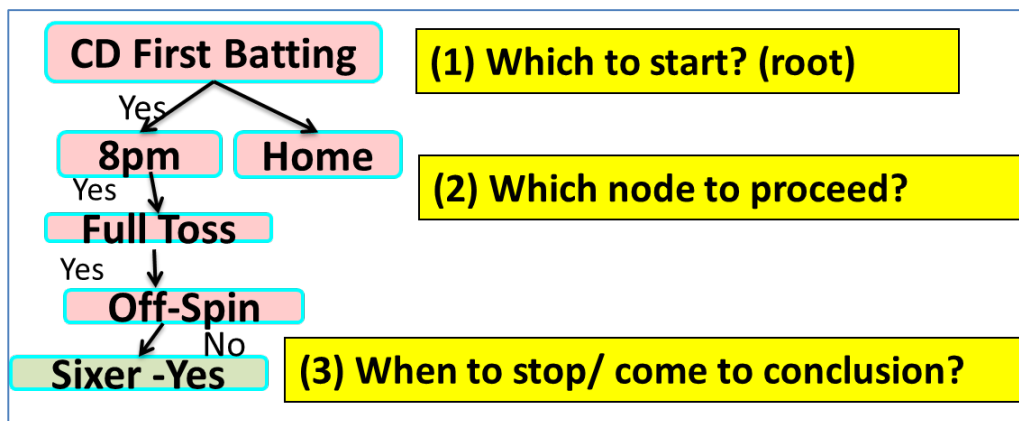 CD First Batting
(1) Which to start? (root)
Yes
8pm
Home
(2) Which node to proceed?
Yes
Full Toss
Yes
Off-Spin
No
Sixer -Yes
(3) When to stop/ come to conclusion?